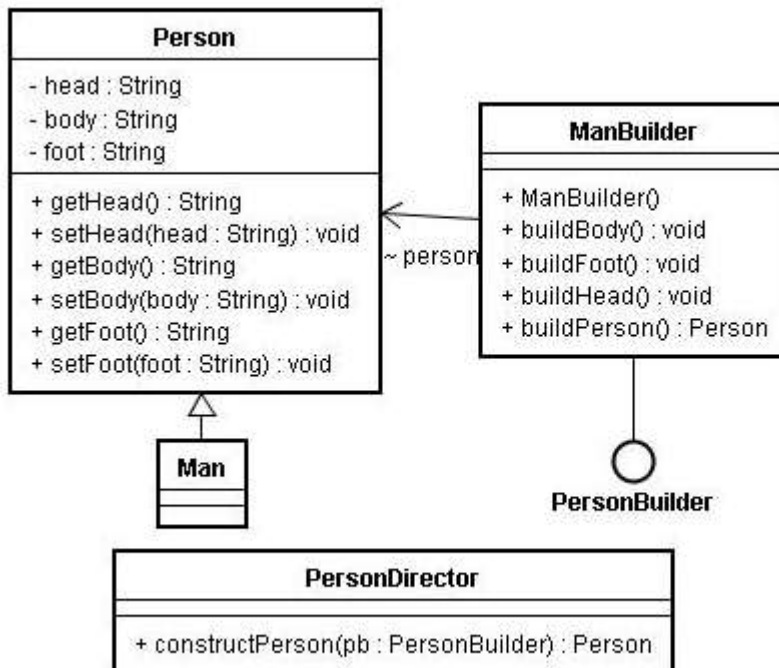 Person
- head : String
- body : String
- foot : String
+ getHead() : String
+ setHead(head : String) : void
+ getBody() : String
+ setBody(body : String) : void
+ getFoot() : String
+ setFoot(foot : String) : void
~ person
ManBuilder
+ ManBuilder()
+ buildBody() : void
+ buildFoot() : void
+ buildHead() : void
+ buildPerson() : Person
Man
PersonBuilder
PersonDirector
+ constructPerson(pb : PersonBuilder) : Person